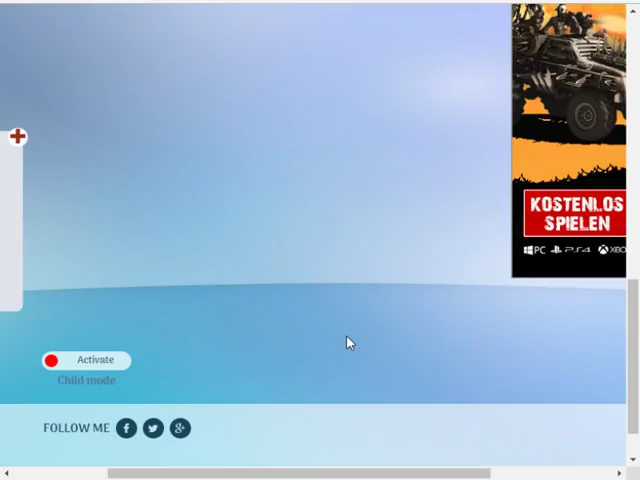 KOSTENLOS
SPIELEN
PC PS4 XBO
Activate
Child mode
FOLLOW ME